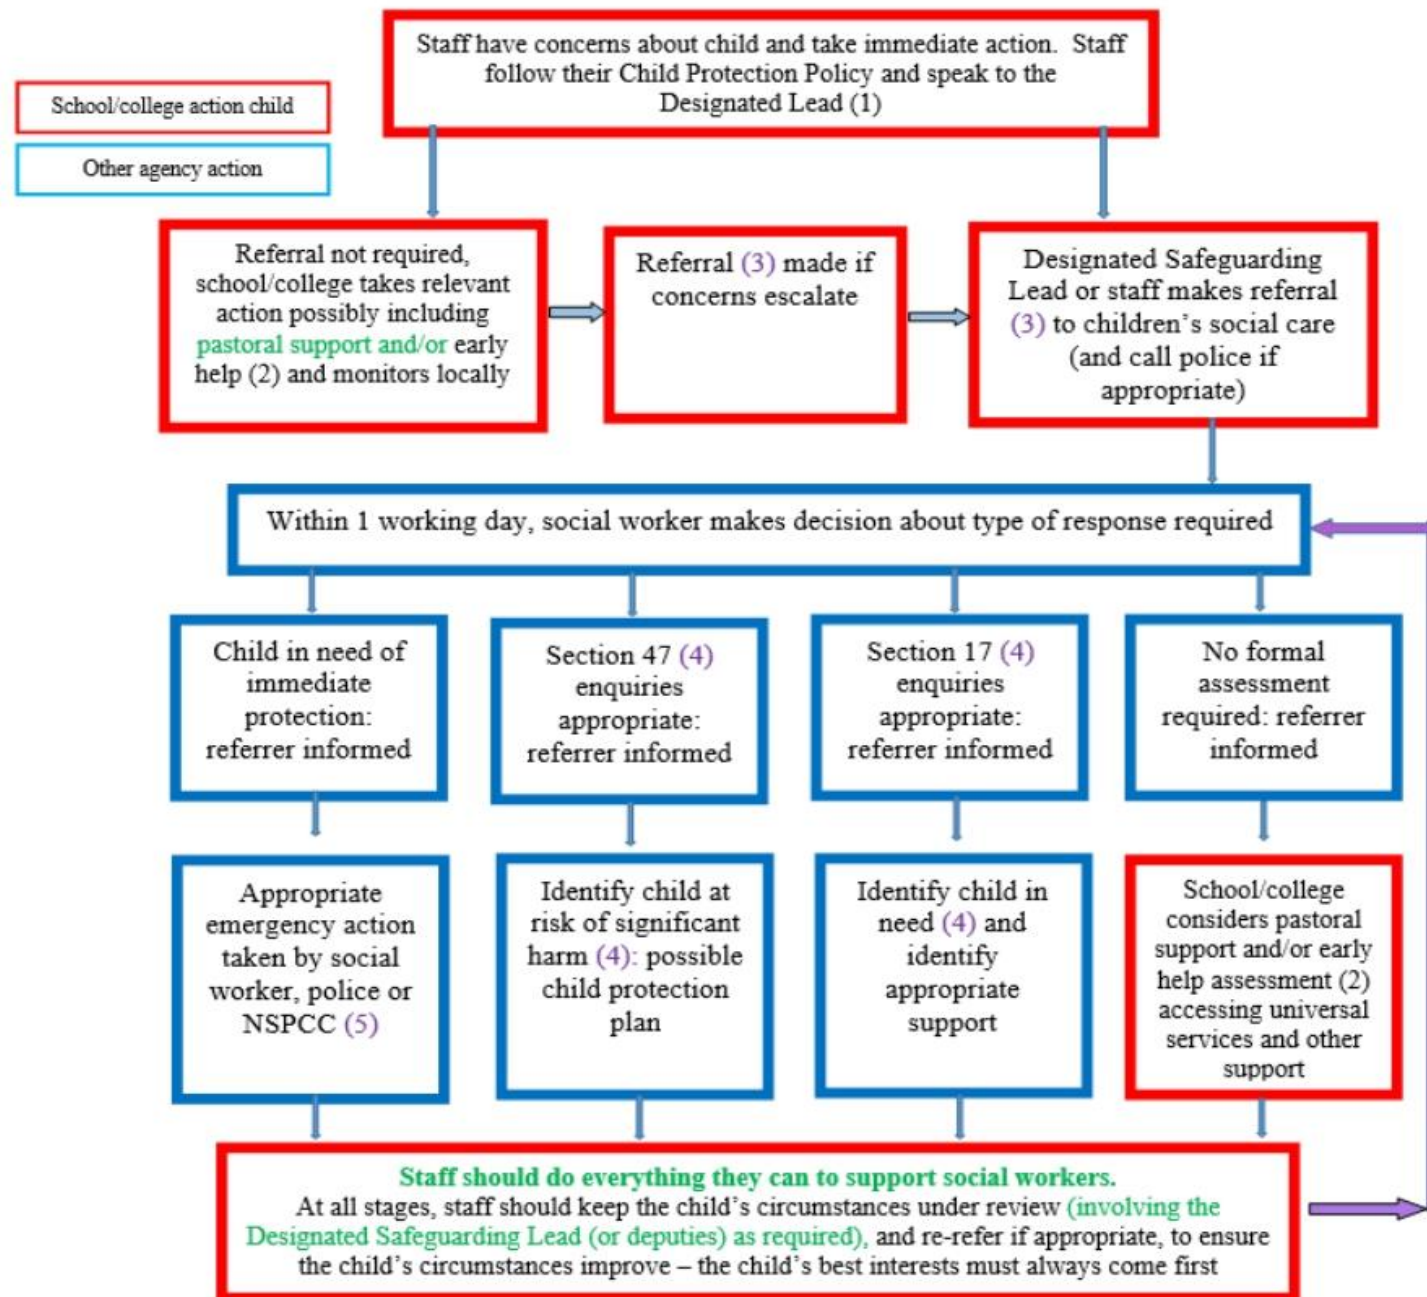 Staff have concerns about child and take immediate action.  Staff
follow their Child Protection Policy and speak to the
Designated Lead (1)
School/college action child
Other agency action
Referral not required,
school/college takes relevant
action possibly including
pastoral support and/or early
help (2) and monitors locally
Referral (3) made if
concerns escalate
Designated Safeguarding
Lead or staff makes referral
(3) to children’s social care
(and call police if
appropriate)
Within 1 working day, social worker makes decision about type of response required
Child in need of
immediate
protection:
referrer informed
Section 47 (4)
enquiries
appropriate:
referrer informed
Section 17 (4)
enquiries
appropriate:
referrer informed
No formal
assessment
required: referrer
informed
Appropriate
emergency action
taken by social
worker, police or
NSPCC (5)
Identify child at
risk of significant
harm (4): possible
child protection
plan
Identify child in
need (4) and
identify
appropriate
support
School/college
considers pastoral
support and/or early
help assessment (2)
accessing universal
services and other
support
Staff should do everything they can to support social workers.
At all stages, staff should keep the child’s circumstances under review (involving the
Designated Safeguarding Lead (or deputies) as required), and re-refer if appropriate, to ensure
the child’s circumstances improve – the child’s best interests must always come first